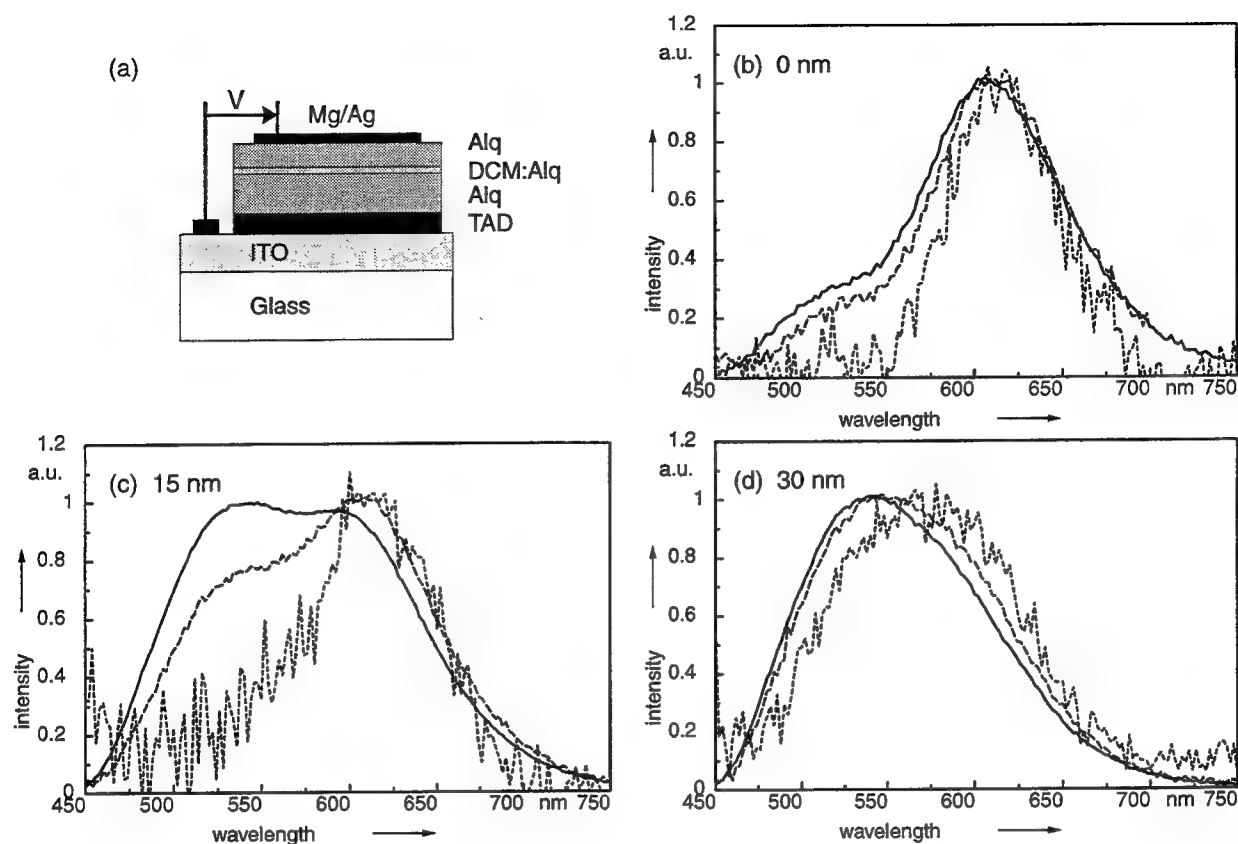 (a)
V
Mg/Ag
Alq
DCM:Alq
Alq
TAD
ITO
Glass
(b) 0 nm
1.2
a.u.
1
0.8
0.6
0.4
0.2
0
intensity
450 500 550 600 650 700 nm 750
wavelength
(c) 15 nm
1.2
a.u.
1
0.8
0.6
0.4
0.2
0
intensity
450 500 550 600 650 700 nm 750
wavelength
(d) 30 nm
1.2
a.u.
1
0.8
0.6
0.4
0.2
0
intensity
450 500 550 600 650 700 nm 750
wavelength